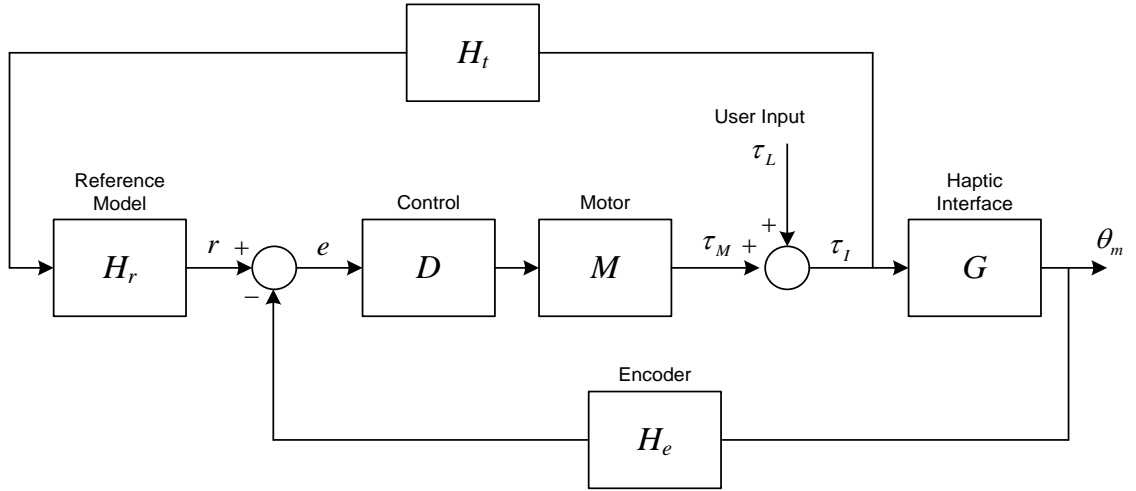 H_t
User Input
τ_L
Reference
Model
Control
Motor
Haptic
Interface
r
+
e
τ_M
+
+
τ_I
θ_m
H_r
D
M
G
−
Encoder
H_e